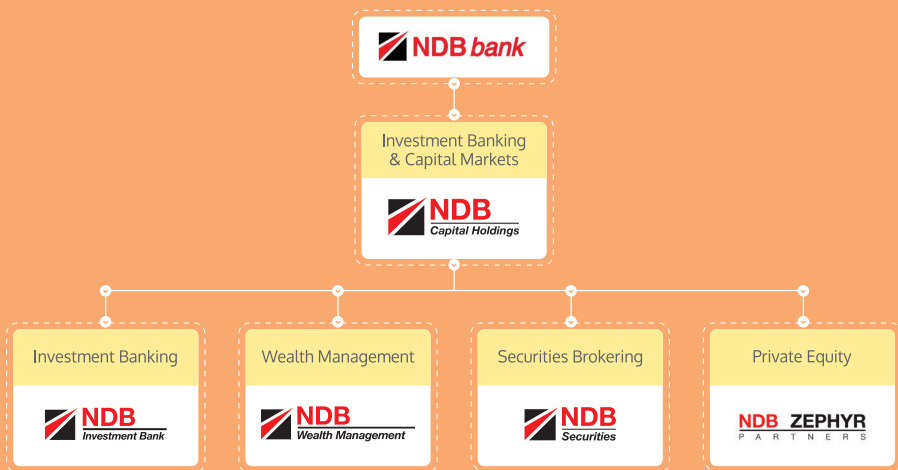 NDB bank
Investment Banking
& Capital Markets
NDB
Capital Holdings
Investment Banking
NDB
Investment Bank
Wealth Management
NDB
Wealth Management
Securities Brokering
NDB
Securities
Private Equity
NDB ZEPHYR
PARTNERS